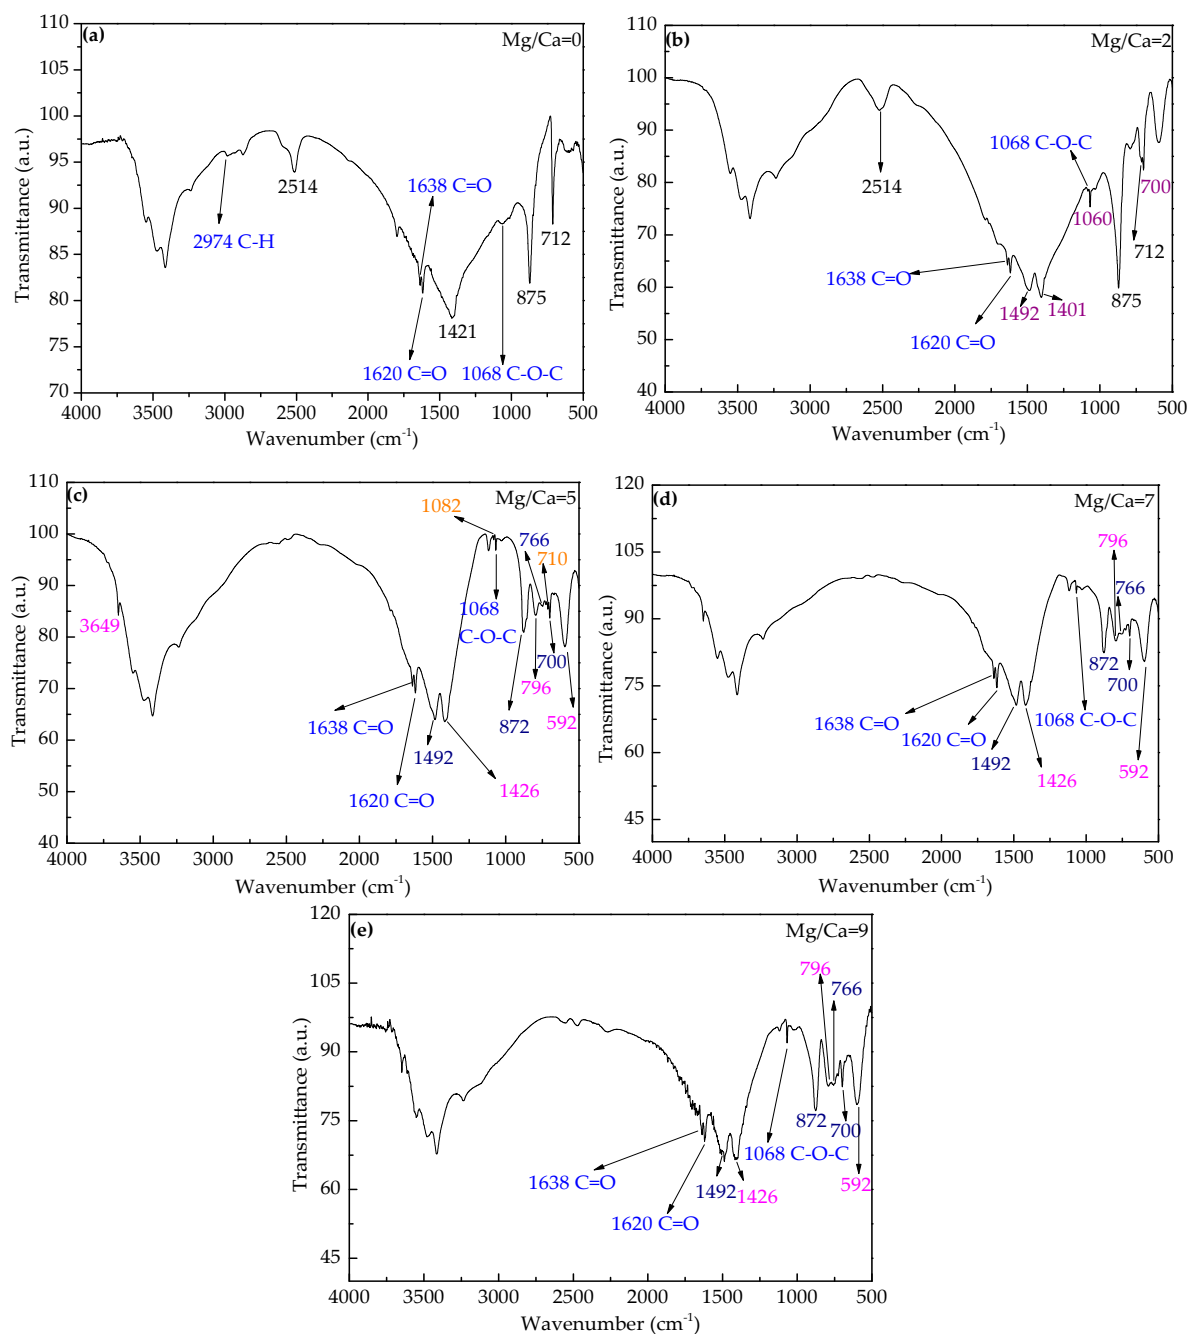 (a)
Mg/Ca=0
110
105
100
95
90
85
80
75
70
Transmittance (a.u.)
2974 C-H
2514
1638 C=O
1421
875
712
1620 C=O
1068 C-O-C
4000 3500 3000 2500 2000 1500 1000 500
Wavenumber (cm-1)
(b)
Mg/Ca=2
110
100
90
80
70
60
50
40
Transmittance (a.u.)
2514
1068 C-O-C
700
1060
712
1638 C=O
875
1492
1401
1620 C=O
4000 3500 3000 2500 2000 1500 1000 500
Wavenumber (cm-1)
(c)
Mg/Ca=5
110
100
90
80
70
60
50
40
Transmittance (a.u.)
1082
766
710
3649
1068
C-O-C
700
796
1638 C=O
872
592
1492
1426
1620 C=O
4000 3500 3000 2500 2000 1500 1000 500
Wavenumber (cm-1)
(d)
Mg/Ca=7
120
105
90
75
60
45
Transmittance (a.u.)
796
766
872
700
1638 C=O
1068 C-O-C
1620 C=O
1492
1426
592
4000 3500 3000 2500 2000 1500 1000 500
Wavenumber (cm-1)
(e)
Mg/Ca=9
120
105
90
75
60
45
Transmittance (a.u.)
796
766
872
700
1068 C-O-C
1638 C=O
1492
1426
592
1620 C=O
4000 3500 3000 2500 2000 1500 1000 500
Wavenumber (cm-1)